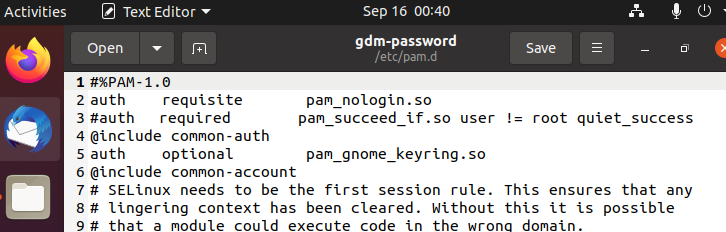 Activities Text Editor Sep 16 00:40
Open gdm-password Save
/etc/pam.d
1 #%PAM-1.0
2 auth requisite pam_nologin.so
3 #auth required pam_succeed_if.so user != root quiet_success
4 @include common-auth
5 auth optional pam_gnome_keyring.so
6 @include common-account
7 # SELinux needs to be the first session rule. This ensures that any
8 # lingering context has been cleared. Without this it is possible
9 # that a module could execute code in the wrong domain.